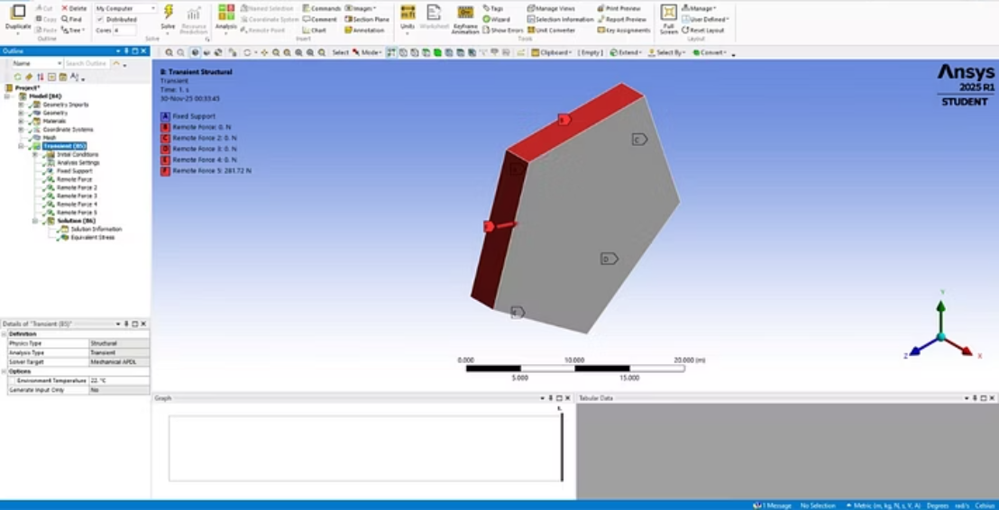 Cut
Delete
My Computer
Named Selection
Commands
Images
Tags
Manage Views
Print Preview
Manage
Copy
Find
Distributed
Coordinate System
Comment
Section Plane
Wizard
Selection Information
Report Preview
User Defined
Duplicate
Paste
Tree
Cores 4
Solve
Resource Prediction
Analysis
Remote Point
Chart
Annotation
Units
Worksheet
Keyframe Animation
Show Errors
Unit Converter
Key Assignments
Full Screen
Reset Layout
Outline
Solve
Insert
Tools
Layout
Outline
Name
Search Outline
Select
Mode
Clipboard
[ Empty ]
Extend
Select By
Convert
Project*
Model (B4)
Geometry Imports
Geometry
Materials
Coordinate Systems
Mesh
Transient (B5)
Initial Conditions
Analysis Settings
Fixed Support
Remote Force
Remote Force 2
Remote Force 3
Remote Force 4
Remote Force 5
Solution (B6)
Solution Information
Equivalent Stress
B: Transient Structural
Transient
Time: 1. s
30-Nov-25 00:33:43
A Fixed Support
B Remote Force: 0. N
C Remote Force 2: 0. N
D Remote Force 3: 0. N
E Remote Force 4: 0. N
F Remote Force 5: 281.72 N
Ansys
2025 R1
STUDENT
B
C
D
0.000
10.000
20.000 (m)
5.000
15.000
Y
Z
X
Details of "Transient (B5)"
Definition
Physics Type Structural
Analysis Type Transient
Solver Target Mechanical APDL
Options
Environment Temperature 22. °C
Generate Input Only No
Graph
1.
Tabular Data
1 Message
No Selection
Metric (m, kg, N, s, V, A)
Degrees
rad/s
Celsius